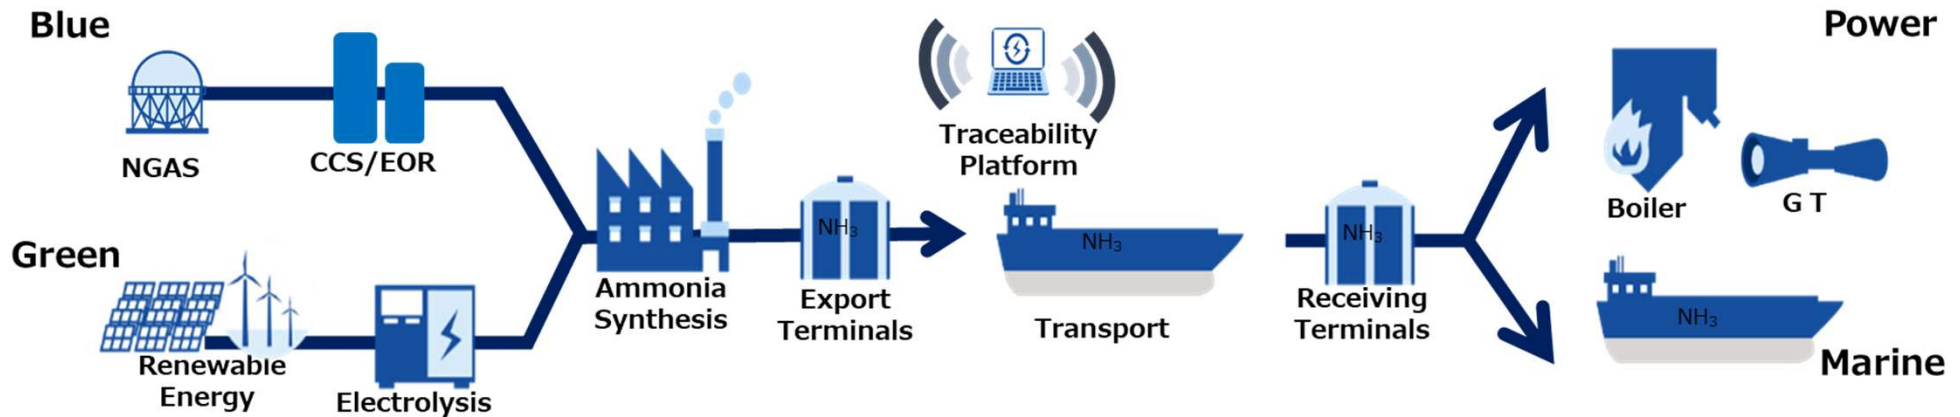 Blue
NGAS
CCS/EOR
Green
Renewable
Energy
Electrolysis
Ammonia
Synthesis
NH₃
Export
Terminals
Traceability
Platform
NH₃
Transport
NH₃
Receiving
Terminals
Power
Boiler
G T
NH₃
Marine